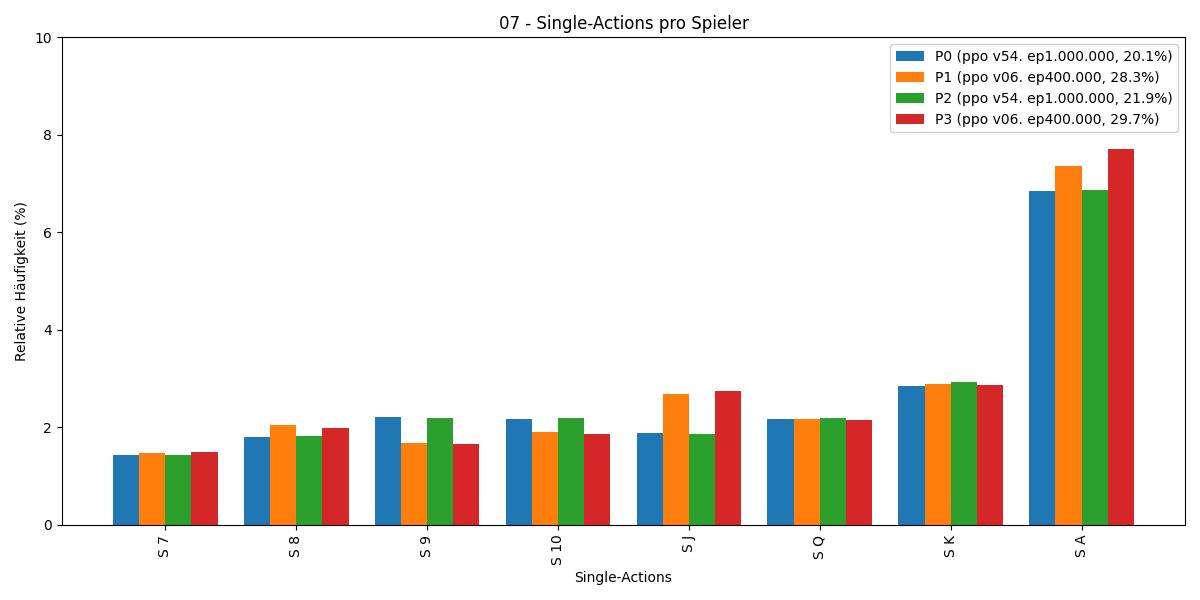 07 - Single-Actions pro Spieler
P0 (ppo v54. ep1.000.000, 20.1%)
P1 (ppo v06. ep400.000, 28.3%)
P2 (ppo v54. ep1.000.000, 21.9%)
P3 (ppo v06. ep400.000, 29.7%)
Relative Häufigkeit (%)
10
8
6
4
2
0
S 7
S 8
S 9
S 10
S J
S Q
S K
S A
Single-Actions